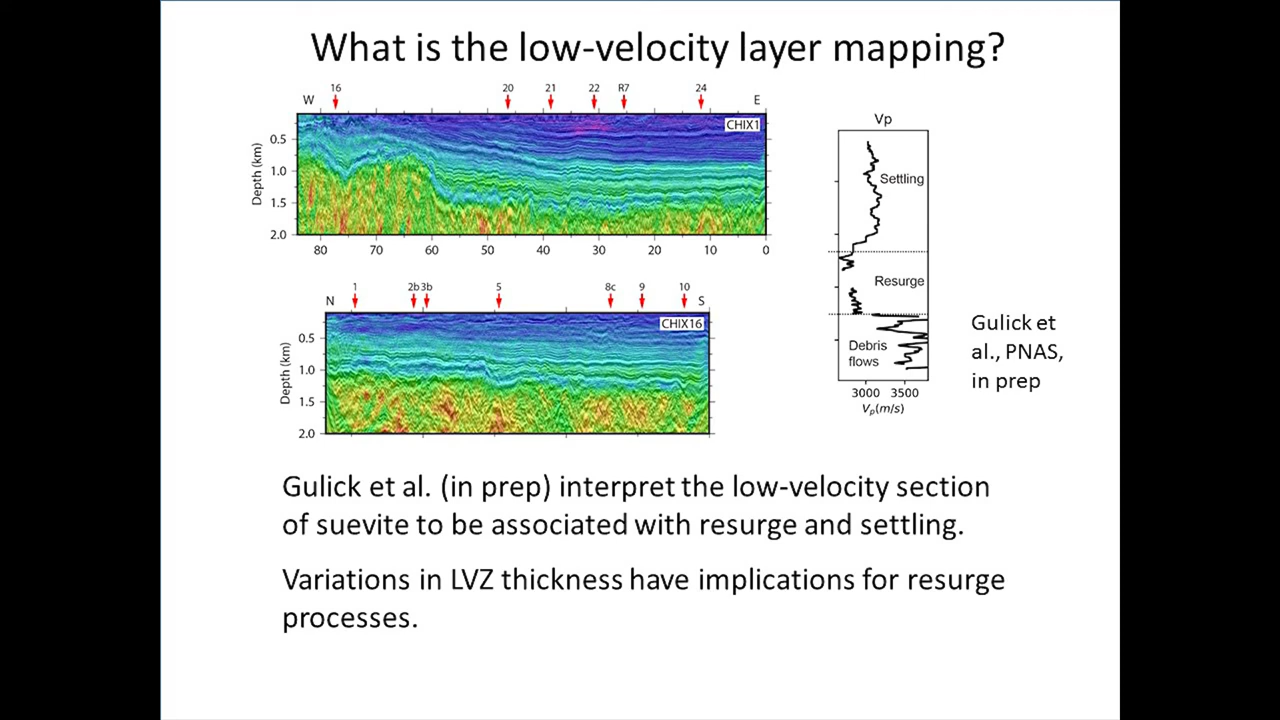 What is the low-velocity layer mapping?
16 20 21 22 R7 24
W E
CHIX1
Depth (km)
0.5
1.0
1.5
2.0
80 70 60 50 40 30 20 10 0
1 2b 3b 5 8c 9 10
N S
CHIX16
Depth (km)
0.5
1.0
1.5
2.0
Vp
Settling
Resurge
Debris
flows
3000 3500
Vp(m/s)
Gulick et
al., PNAS,
in prep
Gulick et al. (in prep) interpret the low-velocity section
of suevite to be associated with resurge and settling.
Variations in LVZ thickness have implications for resurge
processes.